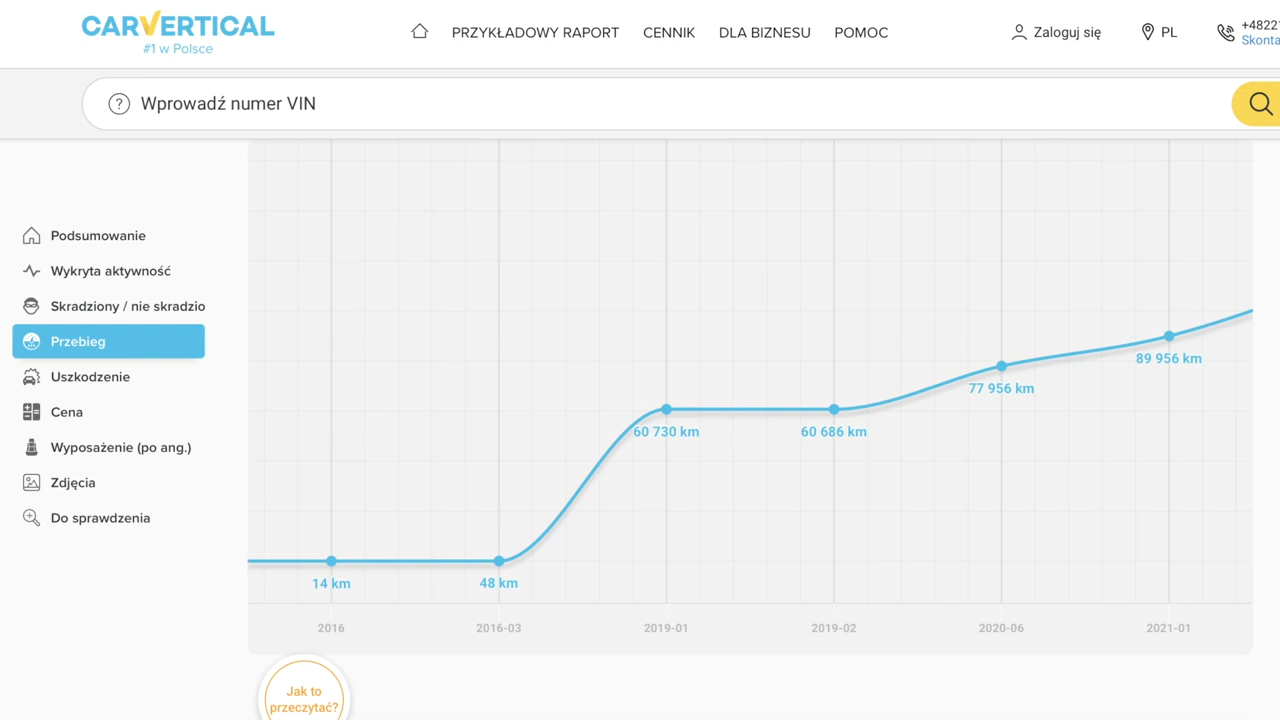 CARVERTICAL
#1 w Polsce
PRZYKŁADOWY RAPORT
CENNIK
DLA BIZNESU
POMOC
Zaloguj się
PL
+4822
Skonta
? Wprowadź numer VIN
Podsumowanie
Wykryta aktywność
Skradziony / nie skradzio
Przebieg
Uszkodzenie
Cena
Wyposażenie (po ang.)
Zdjęcia
Do sprawdzenia
14 km
48 km
60 730 km
60 686 km
77 956 km
89 956 km
2016
2016-03
2019-01
2019-02
2020-06
2021-01
Jak to
przeczytać?